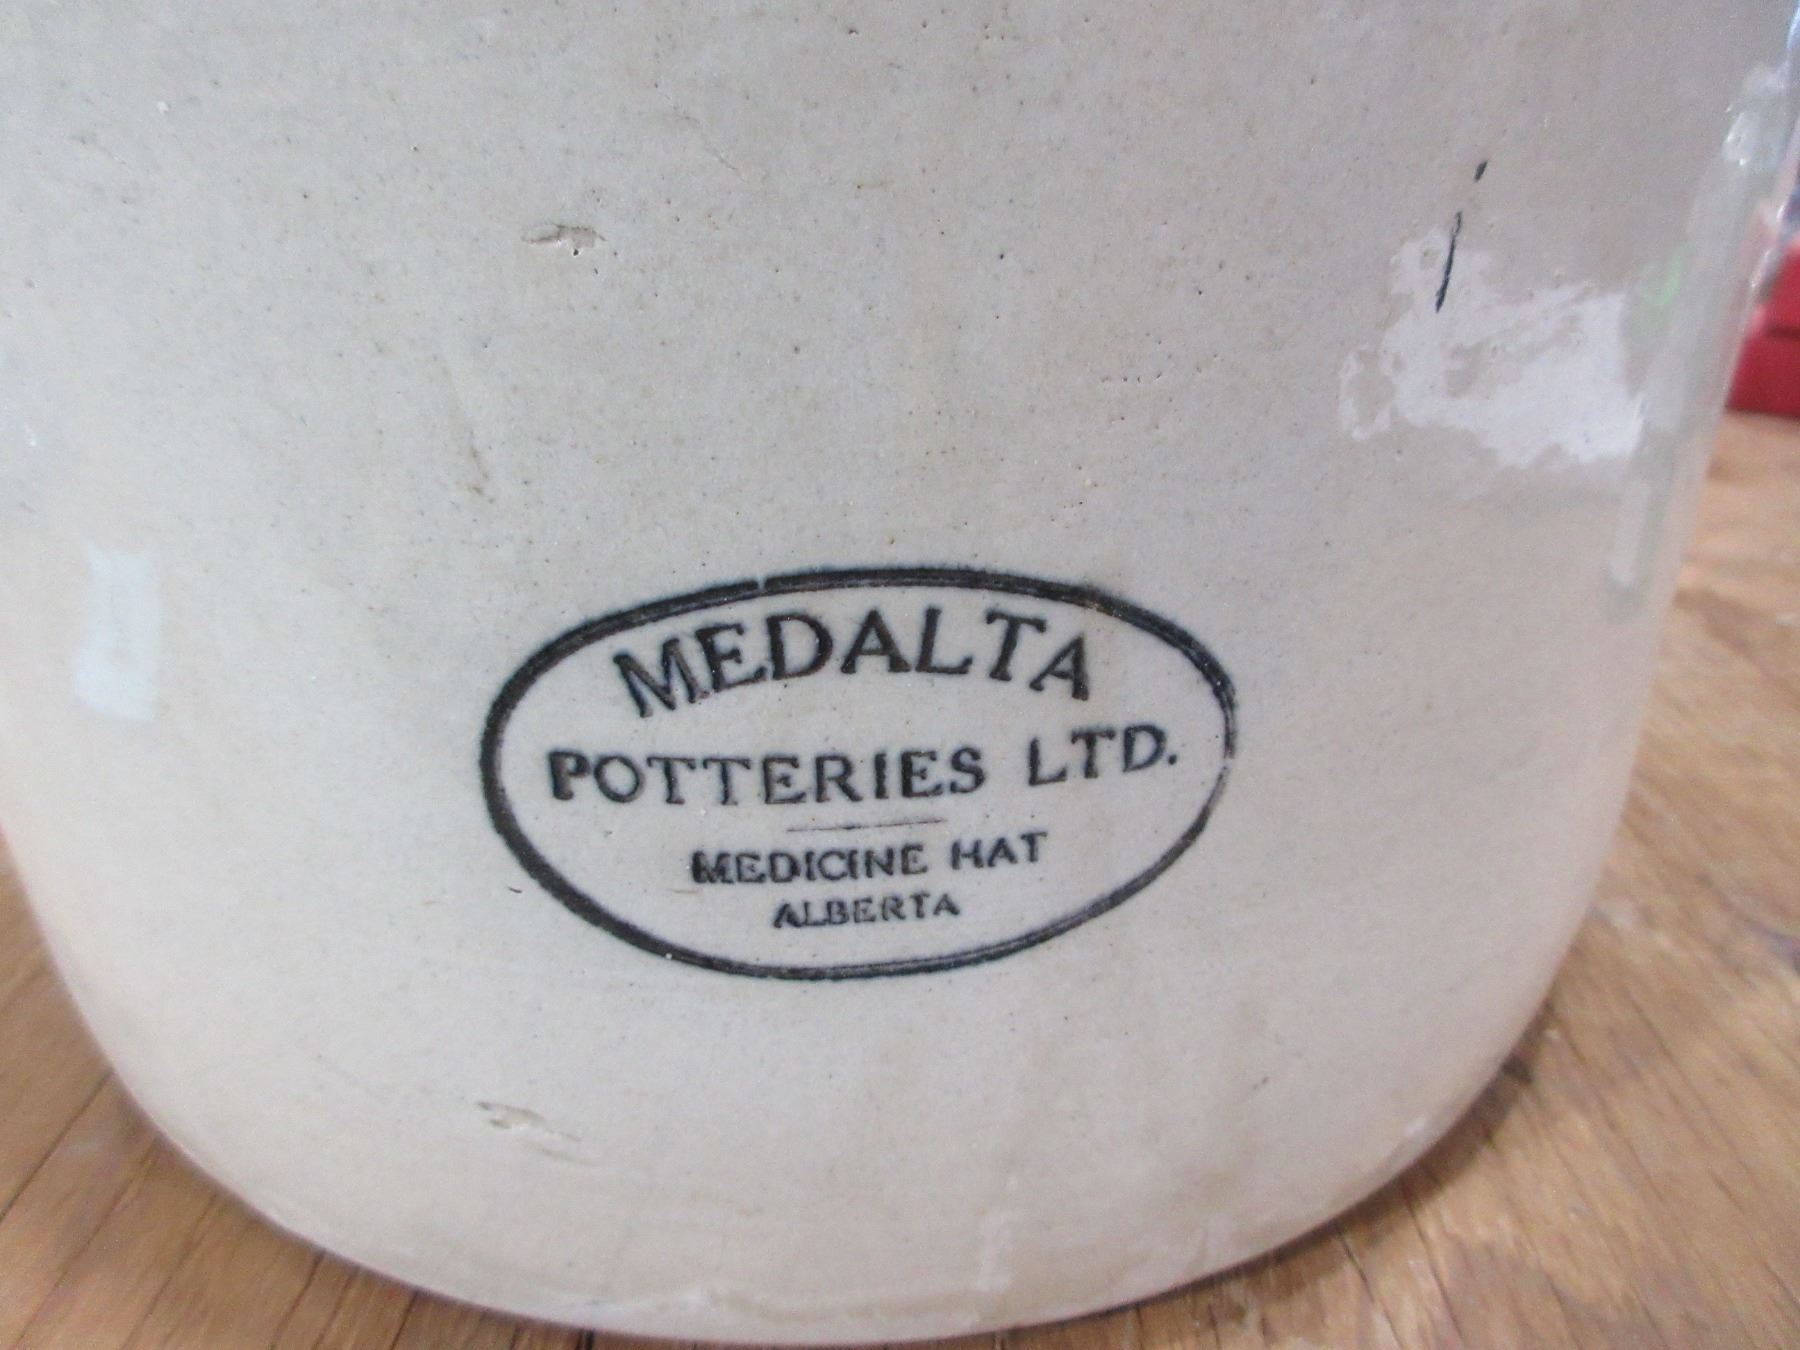 MEDALTA
POTTERIES LTD.
MEDICINE HAT
ALBERTA